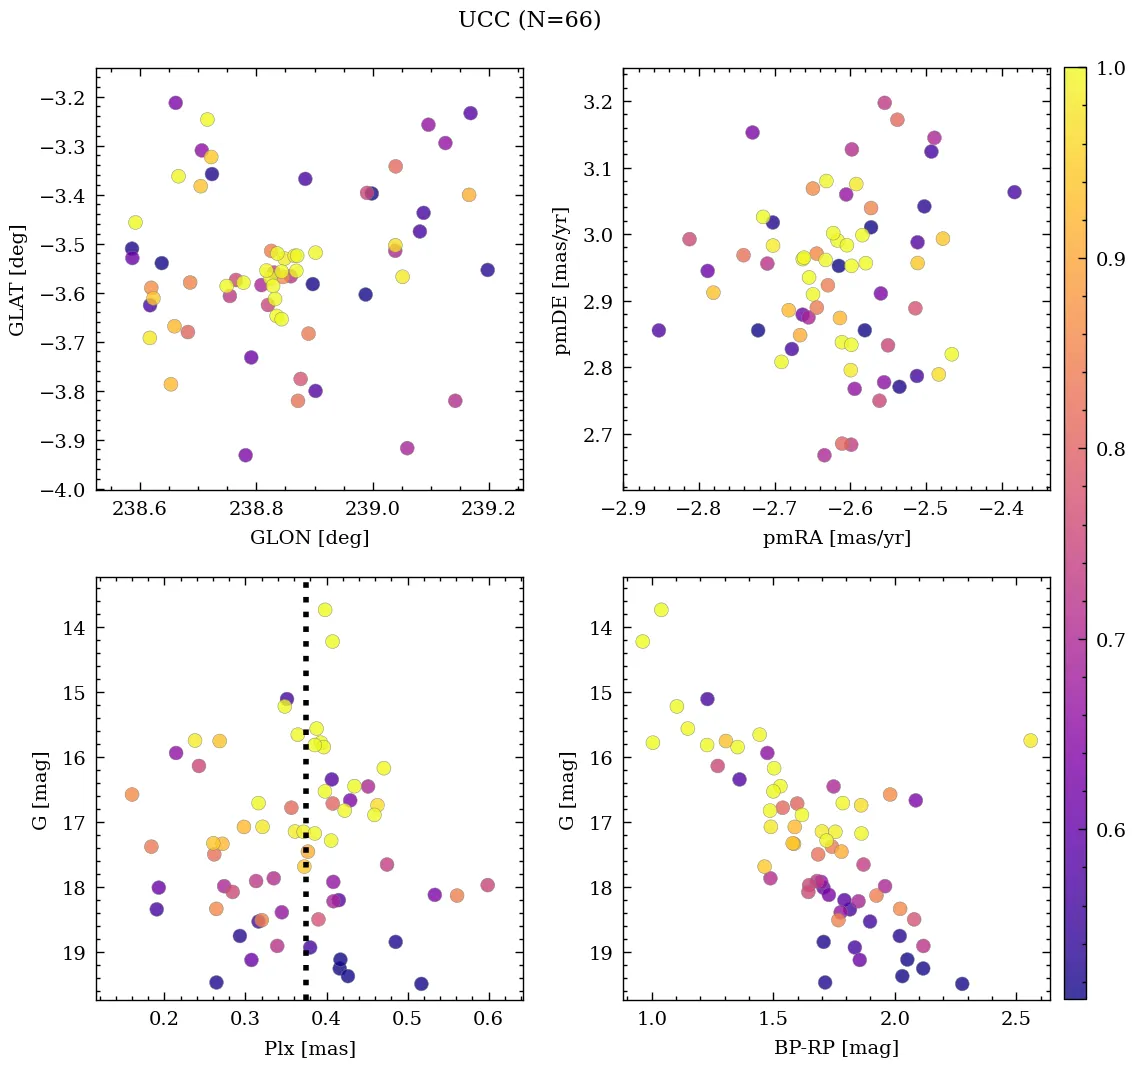 UCC (N=66)
−3.2
−3.3
−3.4
−3.5
−3.6
−3.7
−3.8
−3.9
−4.0
GLAT [deg]
238.6 238.8 239.0 239.2
GLON [deg]
3.2
3.1
3.0
2.9
2.8
2.7
pmDE [mas/yr]
−2.9 −2.8 −2.7 −2.6 −2.5 −2.4
pmRA [mas/yr]
14
15
16
17
18
19
G [mag]
0.2 0.3 0.4 0.5 0.6
Plx [mas]
14
15
16
17
18
19
G [mag]
1.0 1.5 2.0 2.5
BP-RP [mag]
1.0
0.9
0.8
0.7
0.6